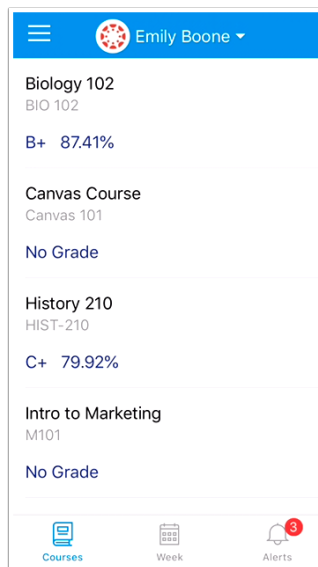 Emily Boone
Biology 102
BIO 102
B+ 87.41%
Canvas Course
Canvas 101
No Grade
History 210
HIST-210
C+ 79.92%
Intro to Marketing
M101
No Grade
3
Courses Week Alerts